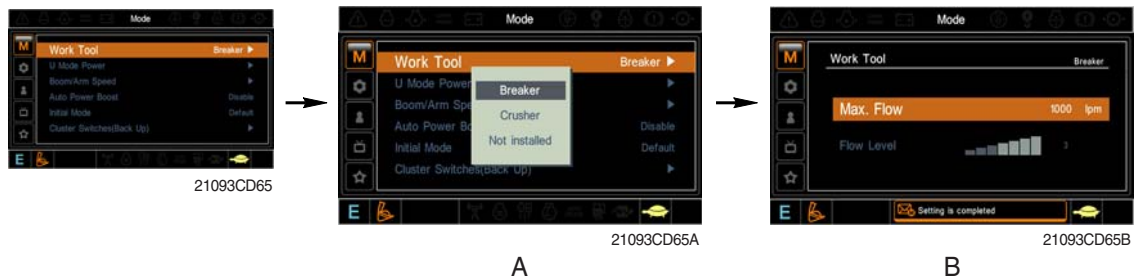 Mode
M
Work Tool Breaker ▶
U Mode Power ▶
Boom/Arm Speed ▶
Auto Power Boost Disable
Initial Mode Default
Cluster Switches(Back Up) ▶
E
21093CD65
Mode
M
Work Tool Breaker ▶
U Mode Power ▶
Boom/Arm Spe ▶
Auto Power Bo Disable
Initial Mode Default
Cluster Switches(Back Up) ▶
Breaker
Crusher
Not installed
E
21093CD65A
A
Mode
M
Work Tool Breaker
Max. Flow 1000 lpm
Flow Level 3
E
Setting is completed
21093CD65B
B